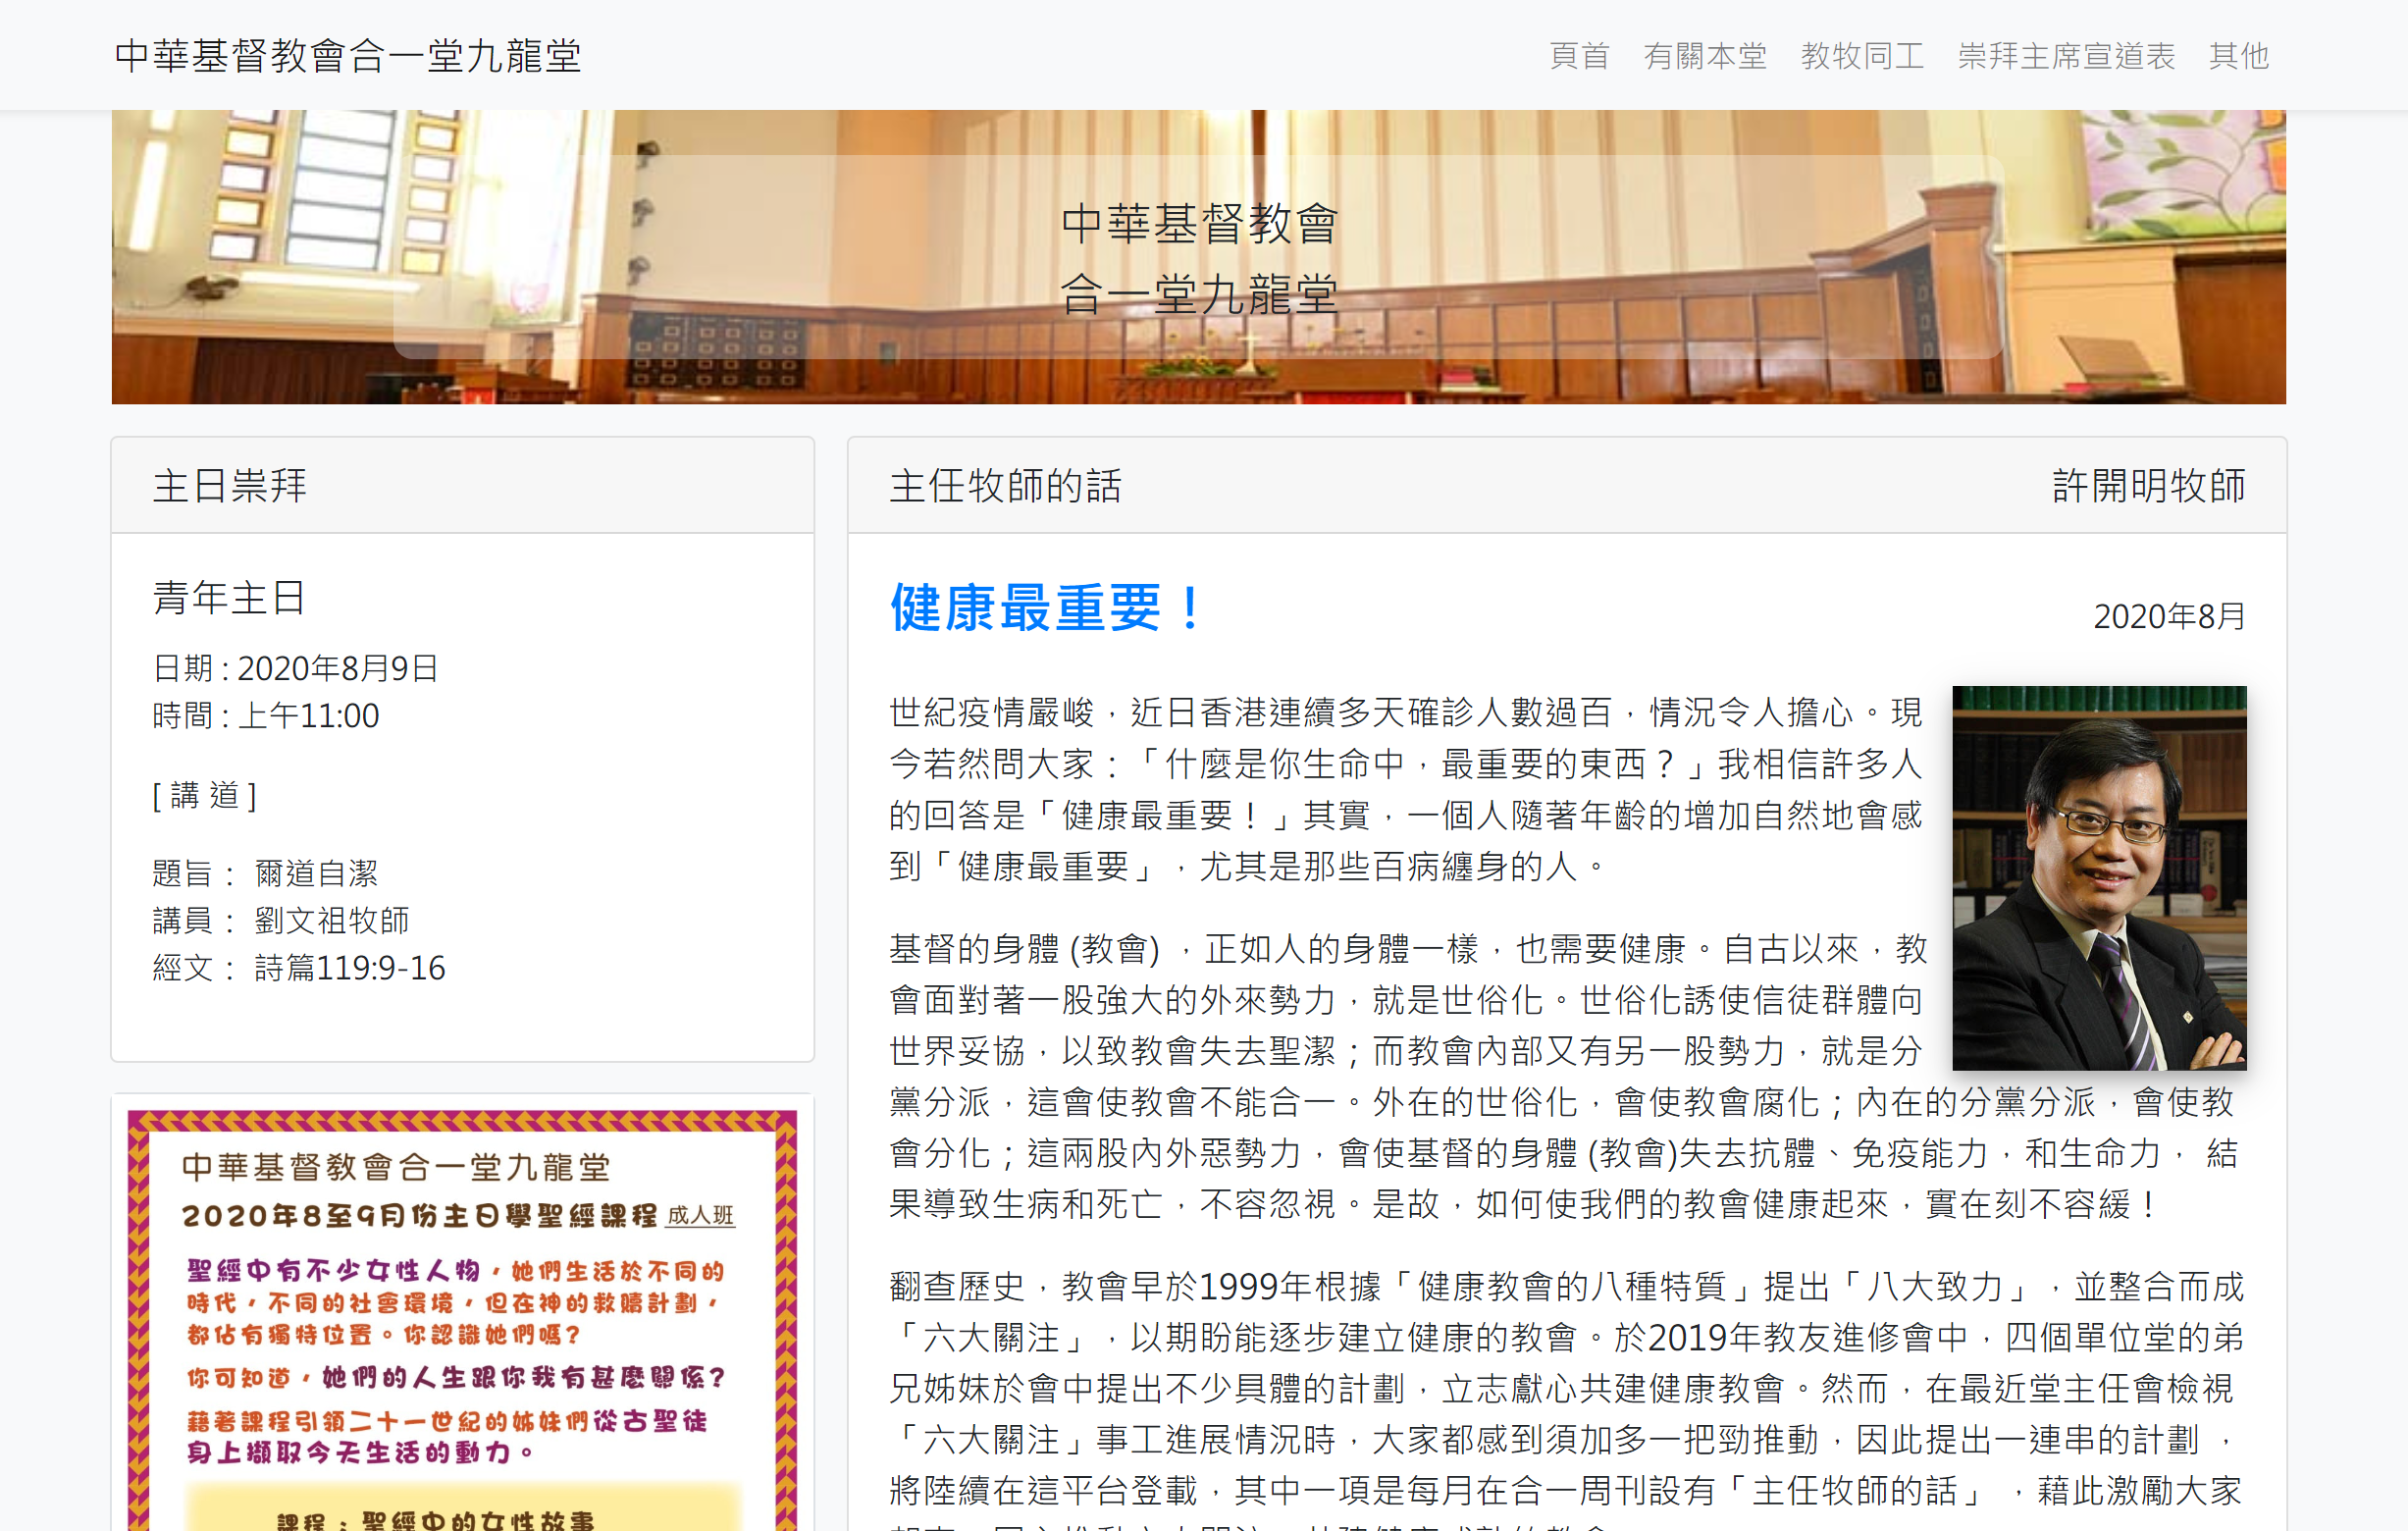 中華基督教會合一堂九龍堂
頁首 有關本堂 教牧同工 崇拜主席宣道表 其他
中華基督教會
合一堂九龍堂
主日崇拜
青年主日
日期 : 2020年8月9日
時間 : 上午11:00
[ 講 道 ]
題旨： 爾道自潔
講員： 劉文祖牧師
經文： 詩篇119:9-16
中華基督教會合一堂九龍堂
2020年8至9月份主日學聖經課程 成人班
聖經中有不少女性人物，她們生活於不同的
時代，不同的社會環境，但在神的救贖計劃，
都佔有獨特位置。你認識她們嗎?
你可知道，她們的人生跟你我有甚麼關係?
藉著課程引領二十一世紀的姊妹們從古聖徒
身上擷取今天生活的動力。
課程：聖經中的女性故事
主任牧師的話
許開明牧師
健康最重要！
2020年8月
世紀疫情嚴峻，近日香港連續多天確診人數過百，情況令人擔心。現
今若然問大家：「什麼是你生命中，最重要的東西？」我相信許多人
的回答是「健康最重要！」其實，一個人隨著年齡的增加自然地會感
到「健康最重要」，尤其是那些百病纏身的人。
基督的身體 (教會) ，正如人的身體一樣，也需要健康。自古以來，教
會面對著一股強大的外來勢力，就是世俗化。世俗化誘使信徒群體向
世界妥協，以致教會失去聖潔；而教會內部又有另一股勢力，就是分
黨分派，這會使教會不能合一。外在的世俗化，會使教會腐化；內在的分黨分派，會使教
會分化；這兩股內外惡勢力，會使基督的身體 (教會)失去抗體、免疫能力，和生命力， 結
果導致生病和死亡，不容忽視。是故，如何使我們的教會健康起來，實在刻不容緩！
翻查歷史，教會早於1999年根據「健康教會的八種特質」提出「八大致力」，並整合而成
「六大關注」，以期盼能逐步建立健康的教會。於2019年教友進修會中，四個單位堂的弟
兄姊妹於會中提出不少具體的計劃，立志獻心共建健康教會。然而，在最近堂主任會檢視
「六大關注」事工進展情況時，大家都感到須加多一把勁推動，因此提出一連串的計劃 ，
將陸續在這平台登載，其中一項是每月在合一周刊設有「主任牧師的話」 ，藉此激勵大家